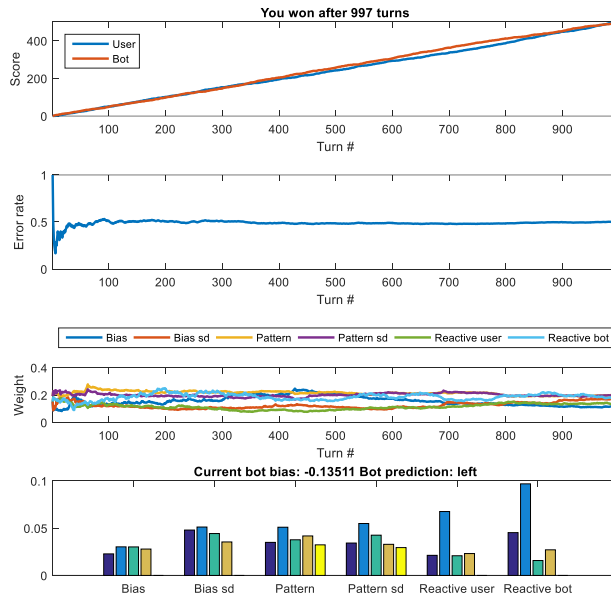 You won after 997 turns
Score
400
200
0
User
Bot
100 200 300 400 500 600 700 800 900
Turn #
Error rate
1
0.5
0
100 200 300 400 500 600 700 800 900
Turn #
Bias Bias sd Pattern Pattern sd Reactive user Reactive bot
Weight
0.4
0.2
0
100 200 300 400 500 600 700 800 900
Turn #
Current bot bias: -0.13511 Bot prediction: left
0.1
0.05
0
Bias Bias sd Pattern Pattern sd Reactive user Reactive bot